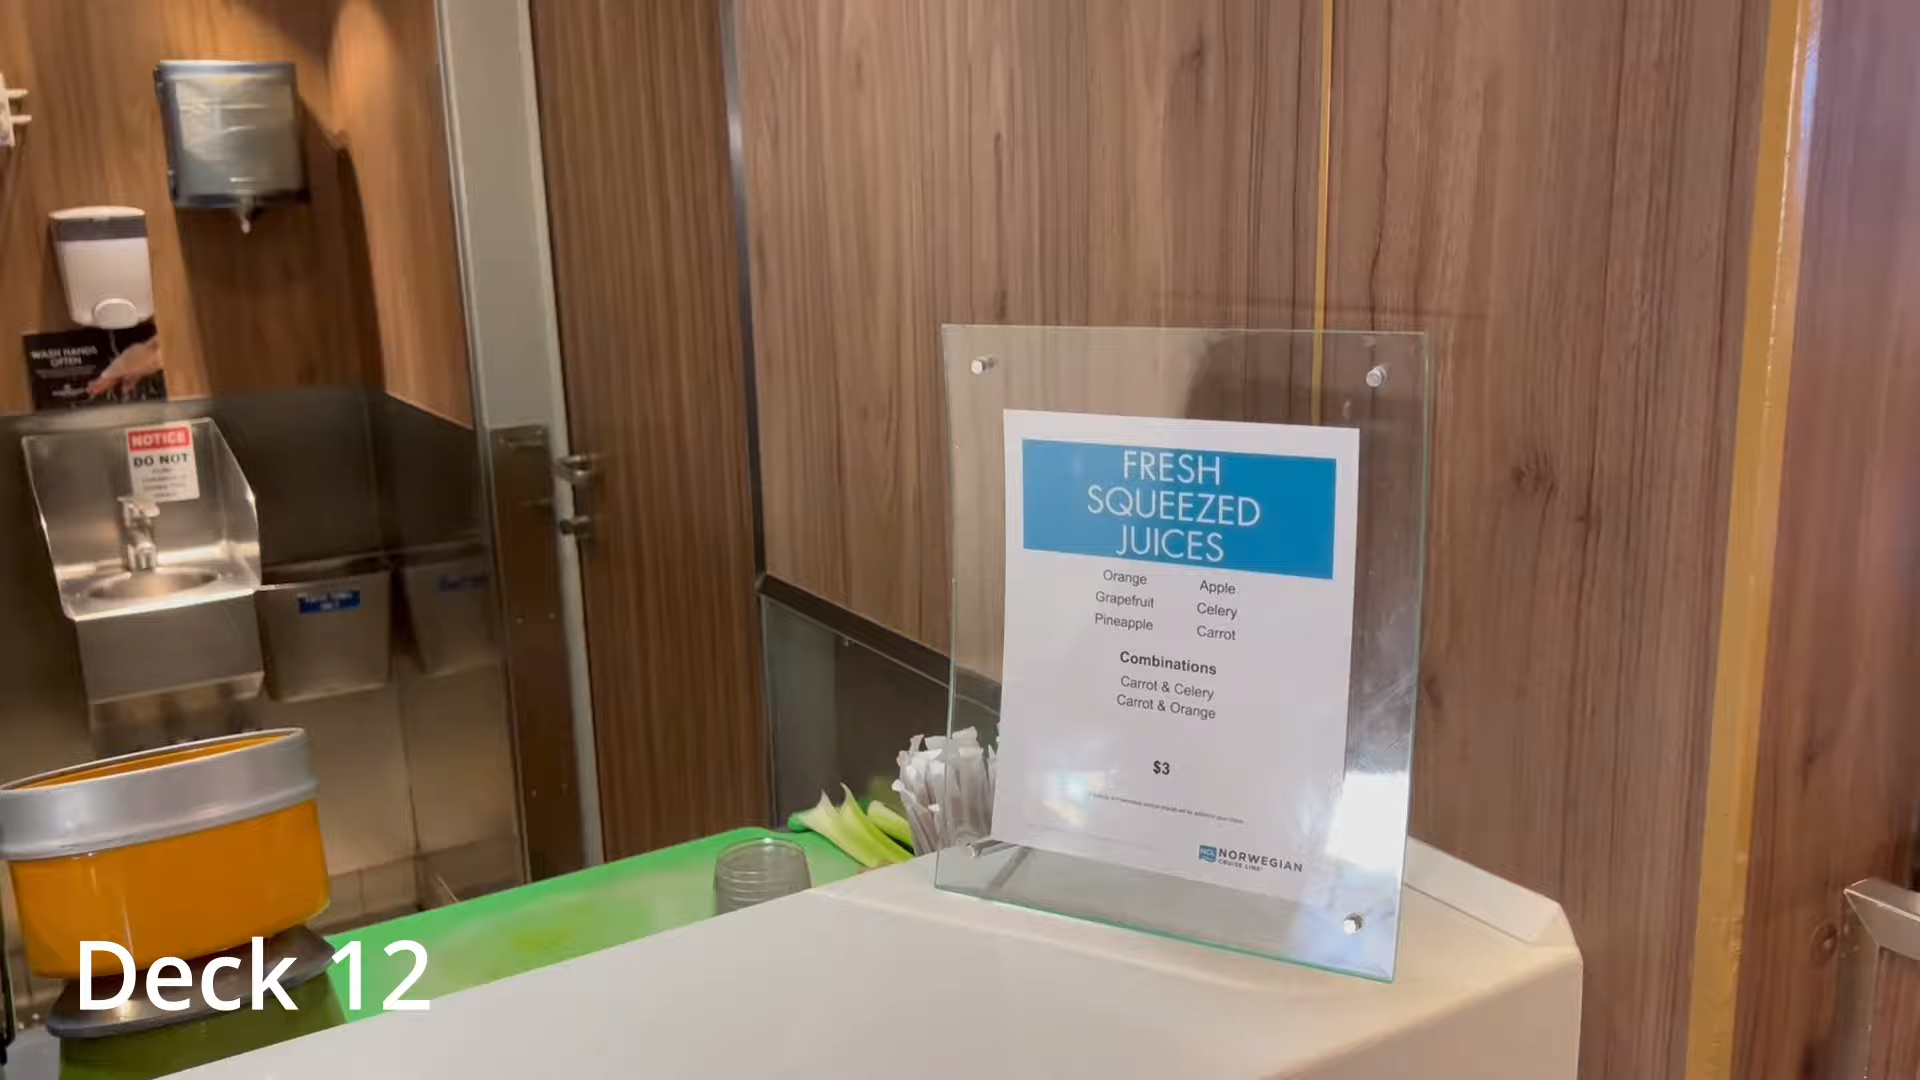 WASH HANDS
OFTEN
NOTICE
DO NOT
FRESH
SQUEEZED
JUICES
Orange Apple
Grapefruit Celery
Pineapple Carrot
Combinations
Carrot & Celery
Carrot & Orange
$3
NCL NORWEGIAN
CRUISE LINE
Deck 12